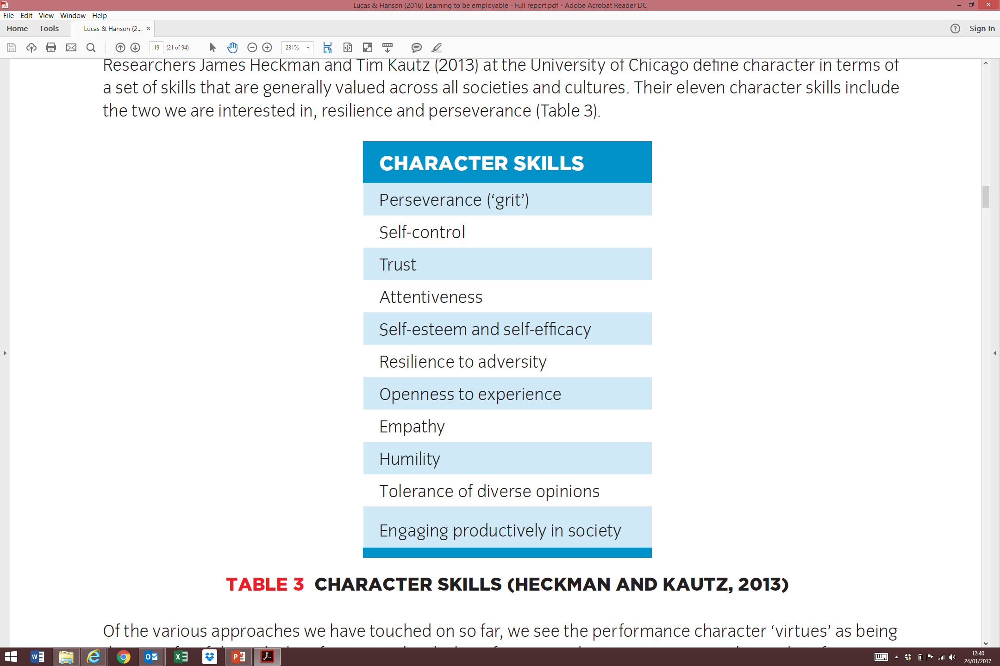 Lucas & Hanson (2016) Learning to be employable - Full report.pdf - Adobe Acrobat Reader DC
File Edit View Window Help
Home Tools Lucas & Hanson (2... × ? Sign In
19 (21 of 94) 231%
Researchers James Heckman and Tim Kautz (2013) at the University of Chicago define character in terms of
a set of skills that are generally valued across all societies and cultures. Their eleven character skills include
the two we are interested in, resilience and perseverance (Table 3).
CHARACTER SKILLS
Perseverance (‘grit’)
Self-control
Trust
Attentiveness
Self-esteem and self-efficacy
Resilience to adversity
Openness to experience
Empathy
Humility
Tolerance of diverse opinions
Engaging productively in society
TABLE 3 CHARACTER SKILLS (HECKMAN AND KAUTZ, 2013)
Of the various approaches we have touched on so far, we see the performance character ‘virtues’ as being
12:40
24/01/2017